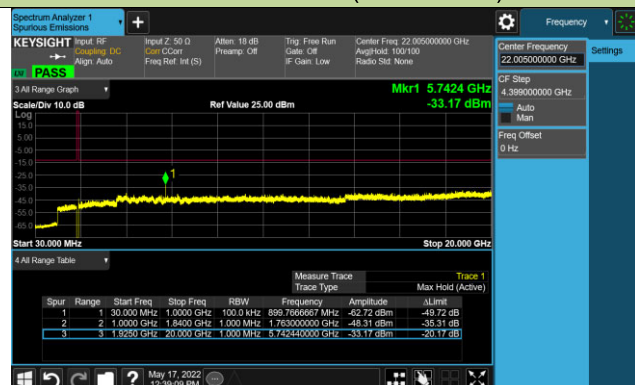 Spectrum Analyzer 1
Spurious Emissions
Frequency
KEYSIGHT
Input: RF
Coupling: DC
Align: Auto
Input Z: 50 Ω
Corr CCorr
Freq Ref: Int (S)
Atten: 18 dB
Preamp: Off
Trig: Free Run
Gate: Off
IF Gain: Low
Center Freq: 22.005000000 GHz
Avg|Hold: 100/100
Radio Std: None
PASS
3 All Range Graph
Scale/Div 10.0 dB
Ref Value 25.00 dBm
Mkr1 5.7424 GHz
-33.17 dBm
Log
15.0
5.00
-5.00
-15.0
-25.0
-35.0
-45.0
-55.0
-65.0
1
Start 30.000 MHz
Stop 20.000 GHz
4 All Range Table
Measure Trace Trace 1
Trace Type Max Hold (Active)
Spur Range Start Freq Stop Freq RBW Frequency Amplitude ΔLimit
1 1 30.000 MHz 1.0000 GHz 100.0 kHz 899.7666667 MHz -62.72 dBm -49.72 dB
2 2 1.0000 GHz 1.8400 GHz 1.000 MHz 1.763000000 GHz -48.31 dBm -35.31 dB
3 3 1.9250 GHz 20.000 GHz 1.000 MHz 5.742440000 GHz -33.17 dBm -20.17 dB
Center Frequency
22.005000000 GHz
Settings
CF Step
4.399000000 GHz
Auto
Man
Freq Offset
0 Hz
May 17, 2022
12:39:09 PM